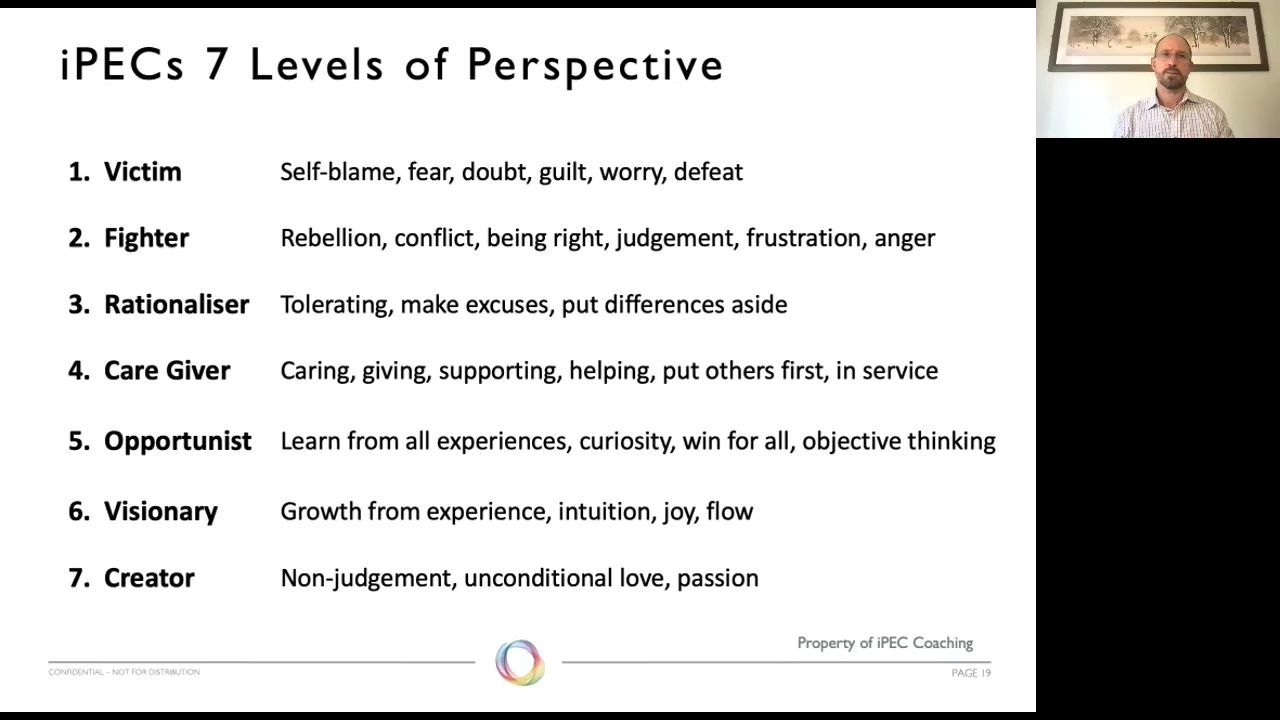 iPECs 7 Levels of Perspective
1. Victim Self-blame, fear, doubt, guilt, worry, defeat
2. Fighter Rebellion, conflict, being right, judgement, frustration, anger
3. Rationaliser Tolerating, make excuses, put differences aside
4. Care Giver Caring, giving, supporting, helping, put others first, in service
5. Opportunist Learn from all experiences, curiosity, win for all, objective thinking
6. Visionary Growth from experience, intuition, joy, flow
7. Creator Non-judgement, unconditional love, passion
Property of iPEC Coaching
CONFIDENTIAL – NOT FOR DISTRIBUTION PAGE 19